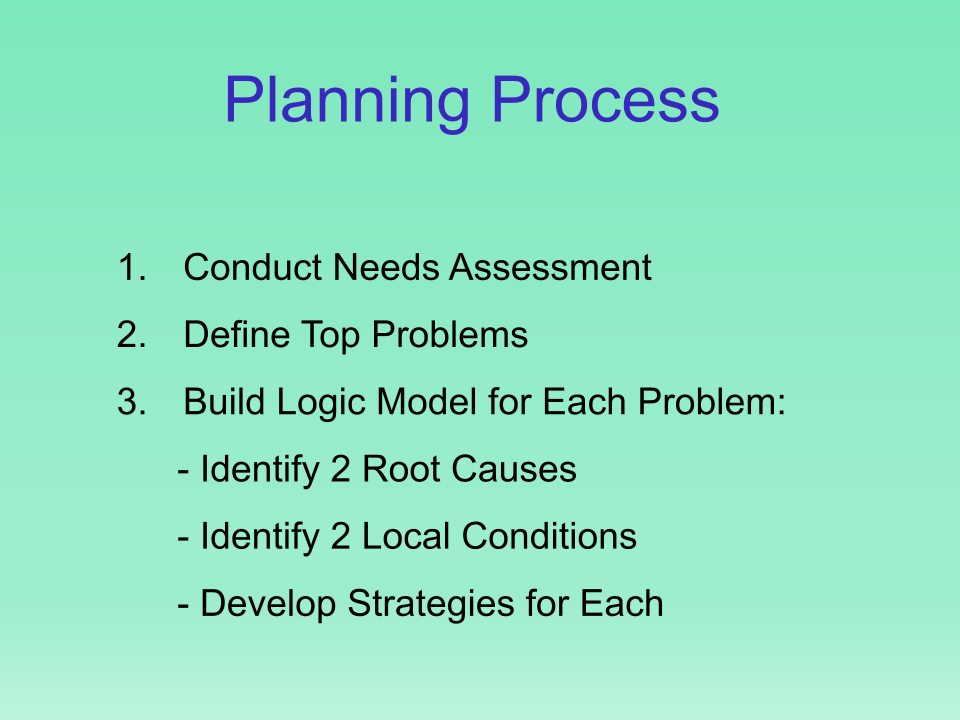 Planning Process
1. Conduct Needs Assessment
2. Define Top Problems
3. Build Logic Model for Each Problem:
- Identify 2 Root Causes
- Identify 2 Local Conditions
- Develop Strategies for Each